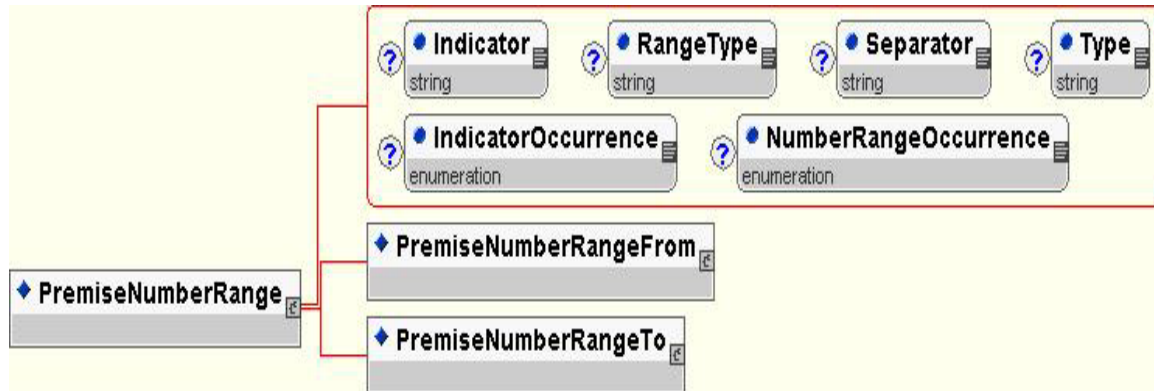 ? Indicator ? RangeType ? Separator ? Type
string string string string
? IndicatorOccurrence ? NumberRangeOccurrence
enumeration enumeration
PremiseNumberRangeFrom
PremiseNumberRange
PremiseNumberRangeTo